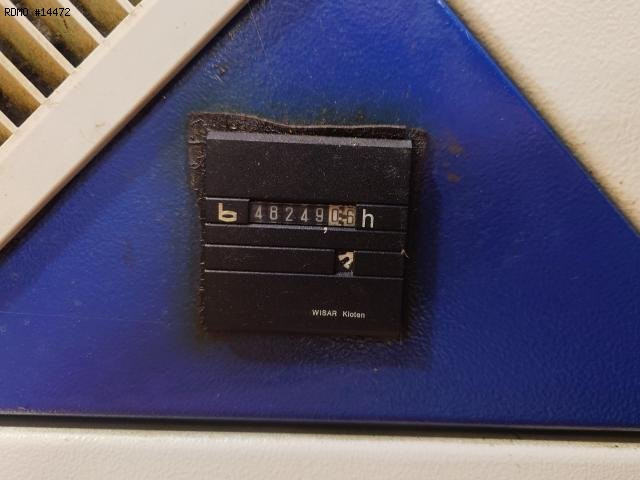 RDMO #14472
48249,05 h
WISAR Kloten